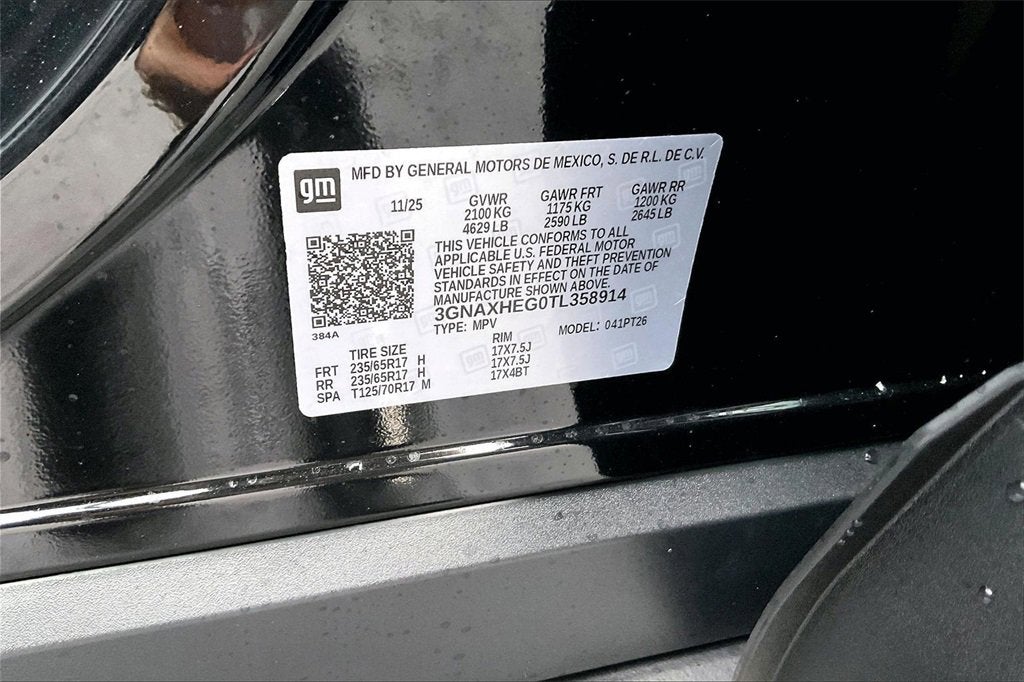 gm
MFD BY GENERAL MOTORS DE MEXICO, S. DE R.L. DE C.V.
11/25 GVWR GAWR FRT GAWR RR
2100 KG 1175 KG 1200 KG
4629 LB 2590 LB 2645 LB
THIS VEHICLE CONFORMS TO ALL
APPLICABLE U.S. FEDERAL MOTOR
VEHICLE SAFETY AND THEFT PREVENTION
STANDARDS IN EFFECT ON THE DATE OF
MANUFACTURE SHOWN ABOVE.
3GNAXHEG0TL358914
TYPE: MPV MODEL: 041PT26
384A
TIRE SIZE RIM
FRT 235/65R17 H 17X7.5J
RR 235/65R17 H 17X7.5J
SPA T125/70R17 M 17X4BT